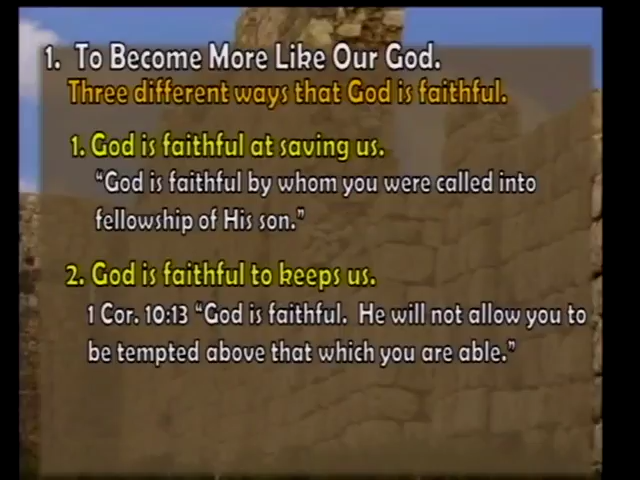 1. To Become More Like Our God.
Three different ways that God is faithful.
1. God is faithful at saving us.
“God is faithful by whom you were called into
fellowship of His son.”
2. God is faithful to keeps us.
1 Cor. 10:13 “God is faithful. He will not allow you to
be tempted above that which you are able.”